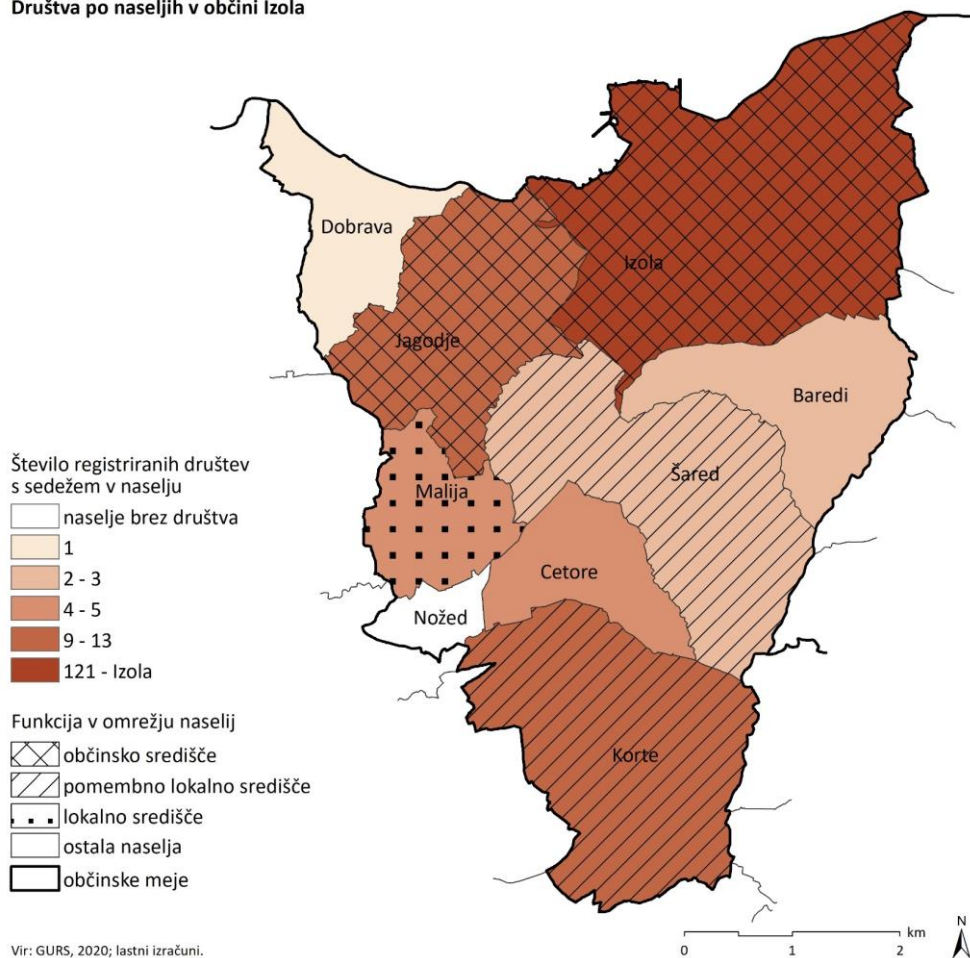 Društva po naseljih v občini Izola
Dobrava
Izola
Jagodje
Baredi
Šared
Malija
Cetore
Nožed
Korte
Število registriranih društev
s sedežem v naselju
naselje brez društva
1
2 - 3
4 - 5
9 - 13
121 - Izola
Funkcija v omrežju naselij
občinsko središče
pomembno lokalno središče
lokalno središče
ostala naselja
občinske meje
Vir: GURS, 2020; lastni izračuni.
km
0 1 2
N